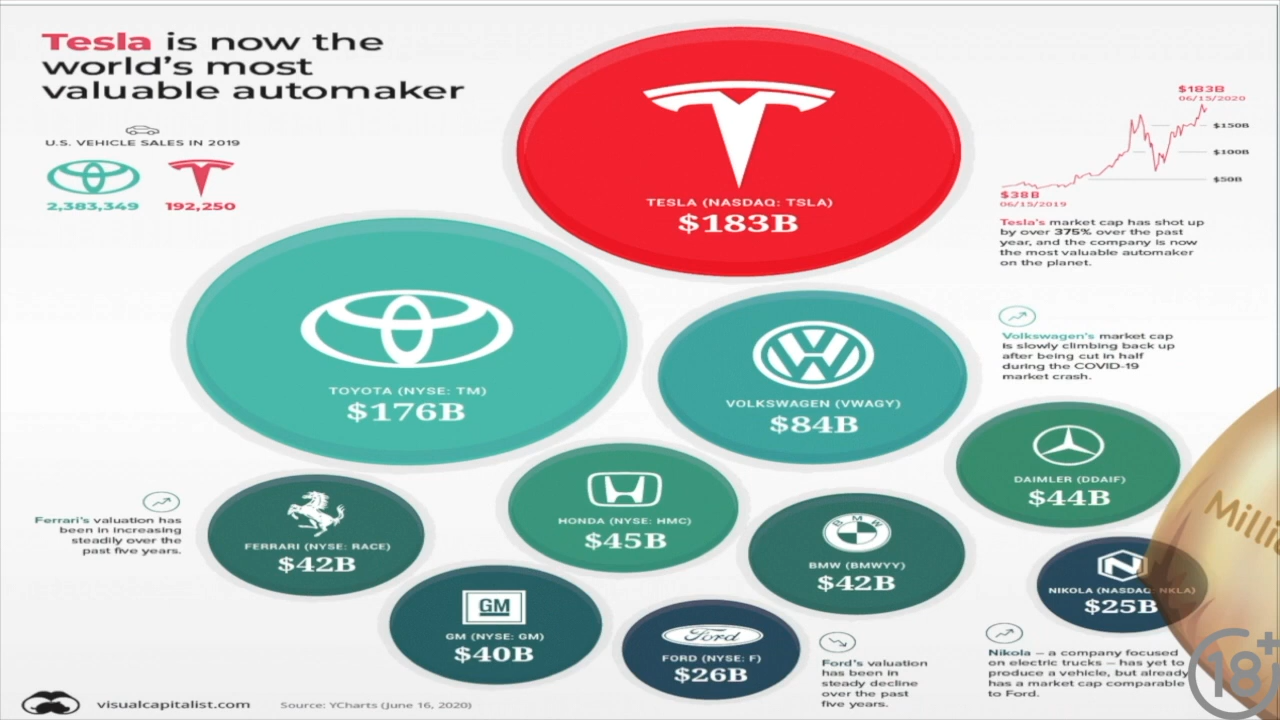 Tesla is now the
world's most
valuable automaker
U.S. VEHICLE SALES IN 2019
2,383,349
192,250
TESLA (NASDAQ: TSLA)
$183B
$183B
06/15/2020
$150B
$100B
$50B
$38B
06/15/2019
Tesla's market cap has shot up
by over 375% over the past
year, and the company is now
the most valuable automaker
on the planet.
TOYOTA (NYSE: TM)
$176B
VOLKSWAGEN (VWAGY)
$84B
Volkswagen's market cap
is slowly climbing back up
after being cut in half
during the COVID-19
market crash.
DAIMLER (DDAIF)
$44B
Milli
HONDA (NYSE: HMC)
$45B
Ferrari's valuation has
been in increasing
steadily over the
past five years.
FERRARI (NYSE: RACE)
$42B
BMW
BMW (BMWYY)
$42B
NIKOLA (NASDAQ: NKLA)
$25B
GM
GM (NYSE: GM)
$40B
Ford
FORD (NYSE: F)
$26B
Ford's valuation
has been in
steady decline
over the past
five years.
Nikola – a company focused
on electric trucks – has yet to
produce a vehicle, but already
has a market cap comparable
to Ford.
18+
visualcapitalist.com
Source: YCharts (June 16, 2020)